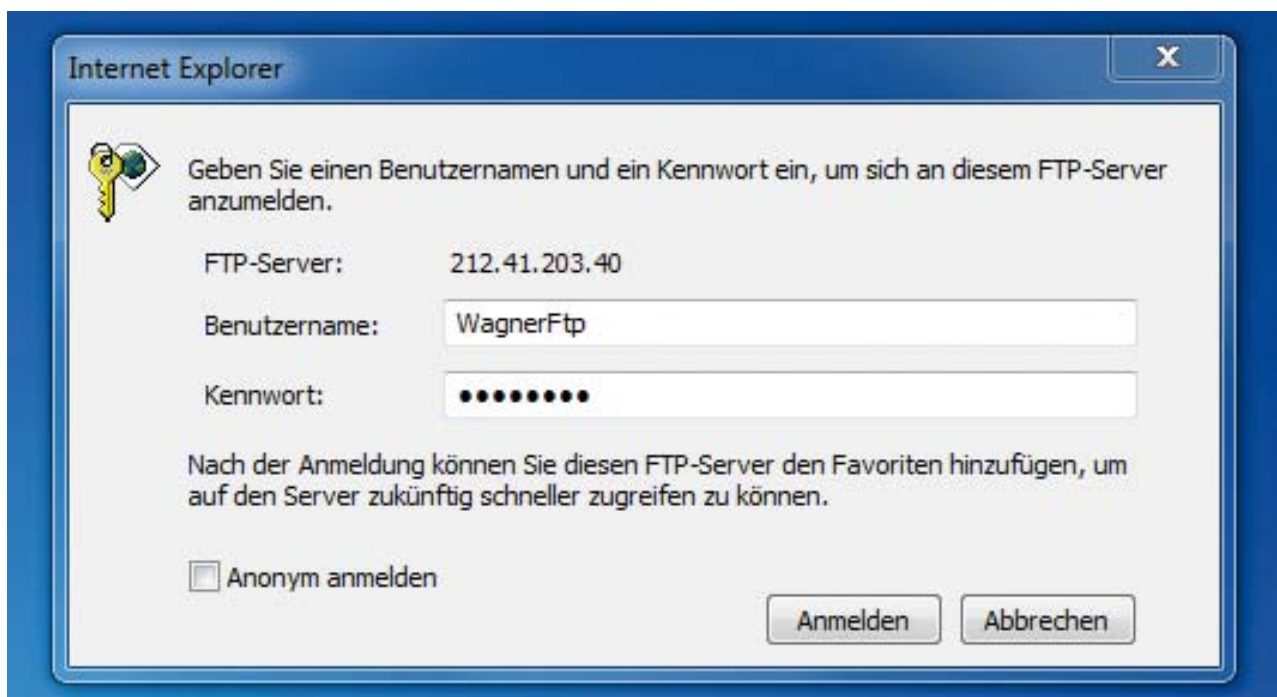 Internet Explorer
Geben Sie einen Benutzernamen und ein Kennwort ein, um sich an diesem FTP-Server
anzumelden.
FTP-Server: 212.41.203.40
Benutzername: WagnerFtp
Kennwort: ●●●●●●●●
Nach der Anmeldung können Sie diesen FTP-Server den Favoriten hinzufügen, um
auf den Server zukünftig schneller zugreifen zu können.
Anonym anmelden
Anmelden Abbrechen